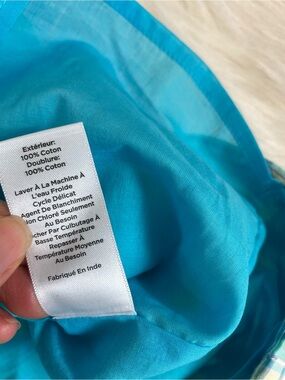 Extérieur:
100% Coton
Doublure:
100% Coton
Laver À La Machine À
L'eau Froide
Cycle Délicat
Agent De Blanchiment
Non Chloré Seulement
Au Besoin
cher Par Culbutage À
Basse Température
Repasser À
Température Moyenne
Au Besoin
Fabriqué En Inde